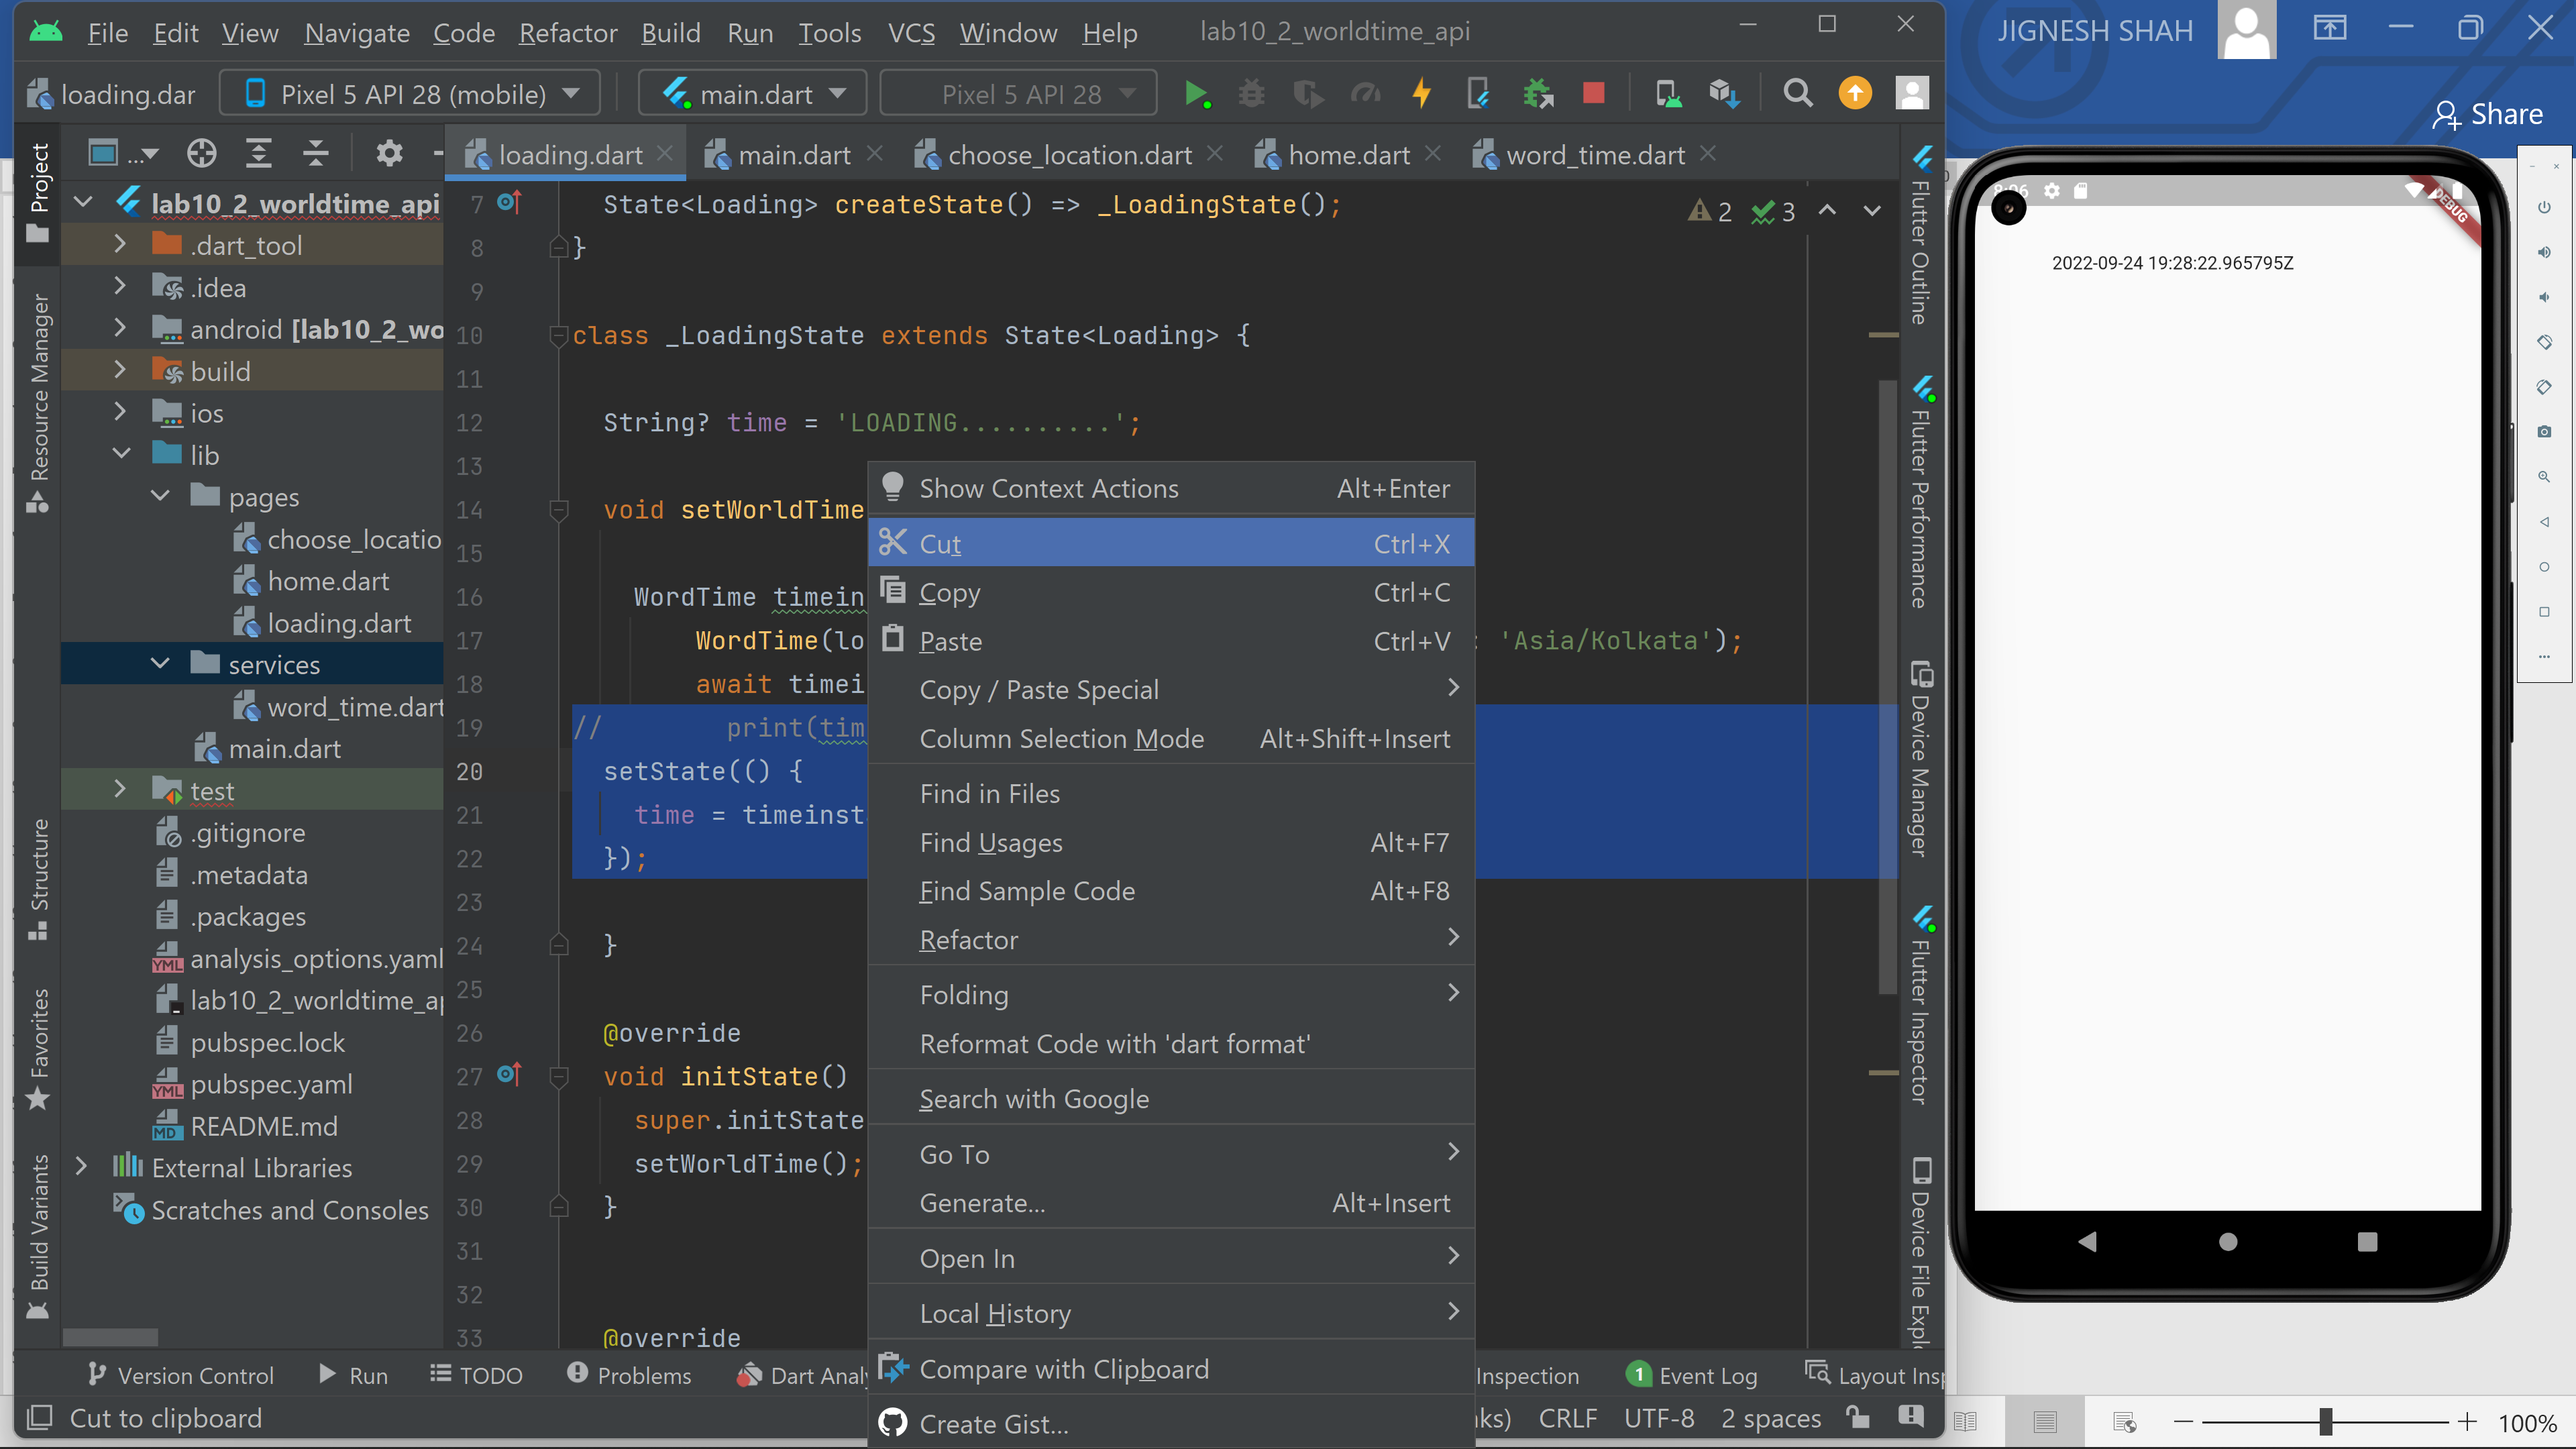 File Edit View Navigate Code Refactor Build Run Tools VCS Window Help lab10_2_worldtime_api
JIGNESH SHAH
Share
loading.dar Pixel 5 API 28 (mobile) main.dart Pixel 5 API 28
... loading.dart main.dart choose_location.dart home.dart word_time.dart
Project
Resource Manager
Structure
Favorites
Build Variants
lab10_2_worldtime_api
.dart_tool
.idea
android [lab10_2_wo
build
ios
lib
pages
choose_locatio
home.dart
loading.dart
services
word_time.dart
main.dart
test
.gitignore
.metadata
.packages
analysis_options.yaml
lab10_2_worldtime_ap
pubspec.lock
pubspec.yaml
README.md
External Libraries
Scratches and Consoles
2 3
7 State<Loading> createState() => _LoadingState();
8 }
9
10 class _LoadingState extends State<Loading> {
11
12 String? time = 'LOADING..........';
13
14 void setWorldTime
15
16 WordTime timein
17 WordTime(lo : 'Asia/Kolkata');
18 await timei
19 // print(tim
20 setState(() {
21 time = timeinst
22 });
23
24 }
25
26 @override
27 void initState()
28 super.initState
29 setWorldTime();
30 }
31
32
33 @override
Show Context Actions Alt+Enter
Cut Ctrl+X
Copy Ctrl+C
Paste Ctrl+V
Copy / Paste Special
Column Selection Mode Alt+Shift+Insert
Find in Files
Find Usages Alt+F7
Find Sample Code Alt+F8
Refactor
Folding
Reformat Code with 'dart format'
Search with Google
Go To
Generate... Alt+Insert
Open In
Local History
Compare with Clipboard
Create Gist...
Flutter Outline
Flutter Performance
Device Manager
Flutter Inspector
Device File Explo
8:06
DEBUG
2022-09-24 19:28:22.965795Z
Version Control Run TODO Problems Dart Analy Inspection 1 Event Log Layout Insp
Cut to clipboard ks) CRLF UTF-8 2 spaces
100%